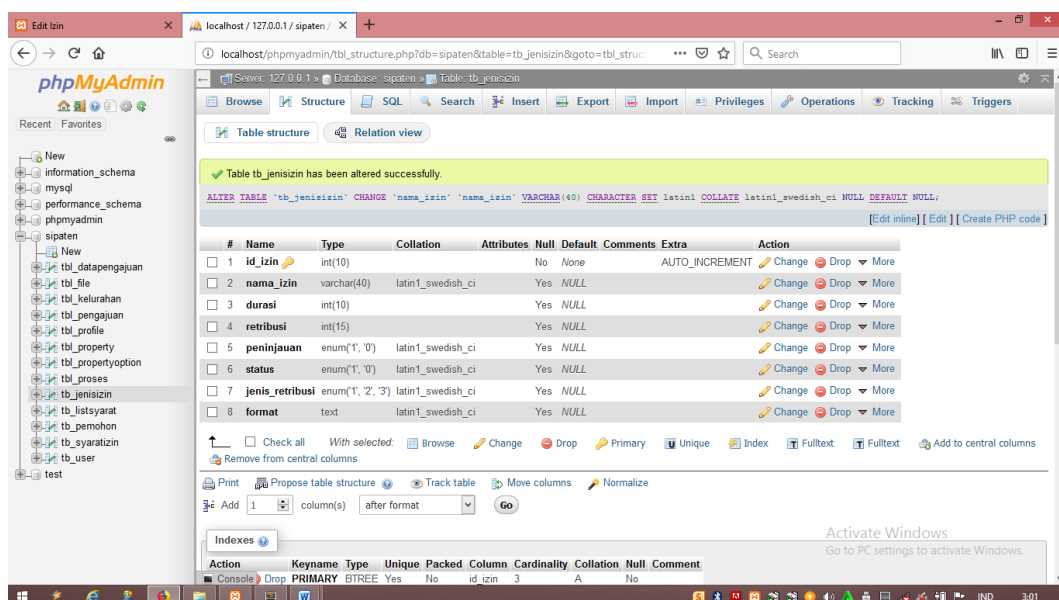 Edit Izin
localhost / 127.0.0.1 / sipaten /
localhost/phpmyadmin/tbl_structure.php?db=sipaten&table=tb_jenisizin&goto=tbl_struc
Search
phpMyAdmin
Recent Favorites
New
information_schema
mysql
performance_schema
phpmyadmin
sipaten
New
tbl_datapengajuan
tbl_file
tbl_kelurahan
tbl_pengajuan
tbl_profile
tbl_property
tbl_propertyoption
tbl_proses
tb_jenisizin
tb_listsyarat
tb_pemohon
tb_syaratizin
tb_user
test
Server: 127.0.0.1 » Database: sipaten » Table: tb_jenisizin
Browse Structure SQL Search Insert Export Import Privileges Operations Tracking Triggers
Table structure Relation view
Table tb_jenisizin has been altered successfully.
ALTER TABLE `tb_jenisizin` CHANGE `nama_izin` `nama_izin` VARCHAR(40) CHARACTER SET latin1 COLLATE latin1_swedish_ci NULL DEFAULT NULL;
[Edit inline] [ Edit ] [ Create PHP code ]
# Name Type Collation Attributes Null Default Comments Extra Action
1 id_izin int(10) No None AUTO_INCREMENT Change Drop More
2 nama_izin varchar(40) latin1_swedish_ci Yes NULL Change Drop More
3 durasi int(10) Yes NULL Change Drop More
4 retribusi int(15) Yes NULL Change Drop More
5 peninjauan enum('1', '0') latin1_swedish_ci Yes NULL Change Drop More
6 status enum('1', '0') latin1_swedish_ci Yes NULL Change Drop More
7 jenis_retribusi enum('1', '2', '3') latin1_swedish_ci Yes NULL Change Drop More
8 format text latin1_swedish_ci Yes NULL Change Drop More
Check all With selected: Browse Change Drop Primary Unique Index Fulltext Fulltext Add to central columns
Remove from central columns
Print Propose table structure Track table Move columns Normalize
Add 1 column(s) after format Go
Indexes
Action Keyname Type Unique Packed Column Cardinality Collation Null Comment
Console Drop PRIMARY BTREE Yes No id_izin 3 A No
Activate Windows
Go to PC settings to activate Windows.
IND 3:01